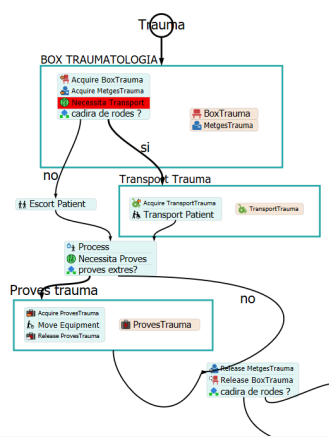 Trauma
BOX TRAUMATOLOGIA
Acquire BoxTrauma
Acquire MetgesTrauma
Necessita Transport
cadira de rodes ?
BoxTrauma
MetgesTrauma
si
no
Transport Trauma
Escort Patient
Acquire TransportTrauma
Transport Patient
TransportTrauma
Process
Necessita Proves
proves extres?
Proves trauma
no
Acquire ProvesTrauma
Move Equipment
Release ProvesTrauma
ProvesTrauma
Release MetgesTrauma
Release BoxTrauma
cadira de rodes ?